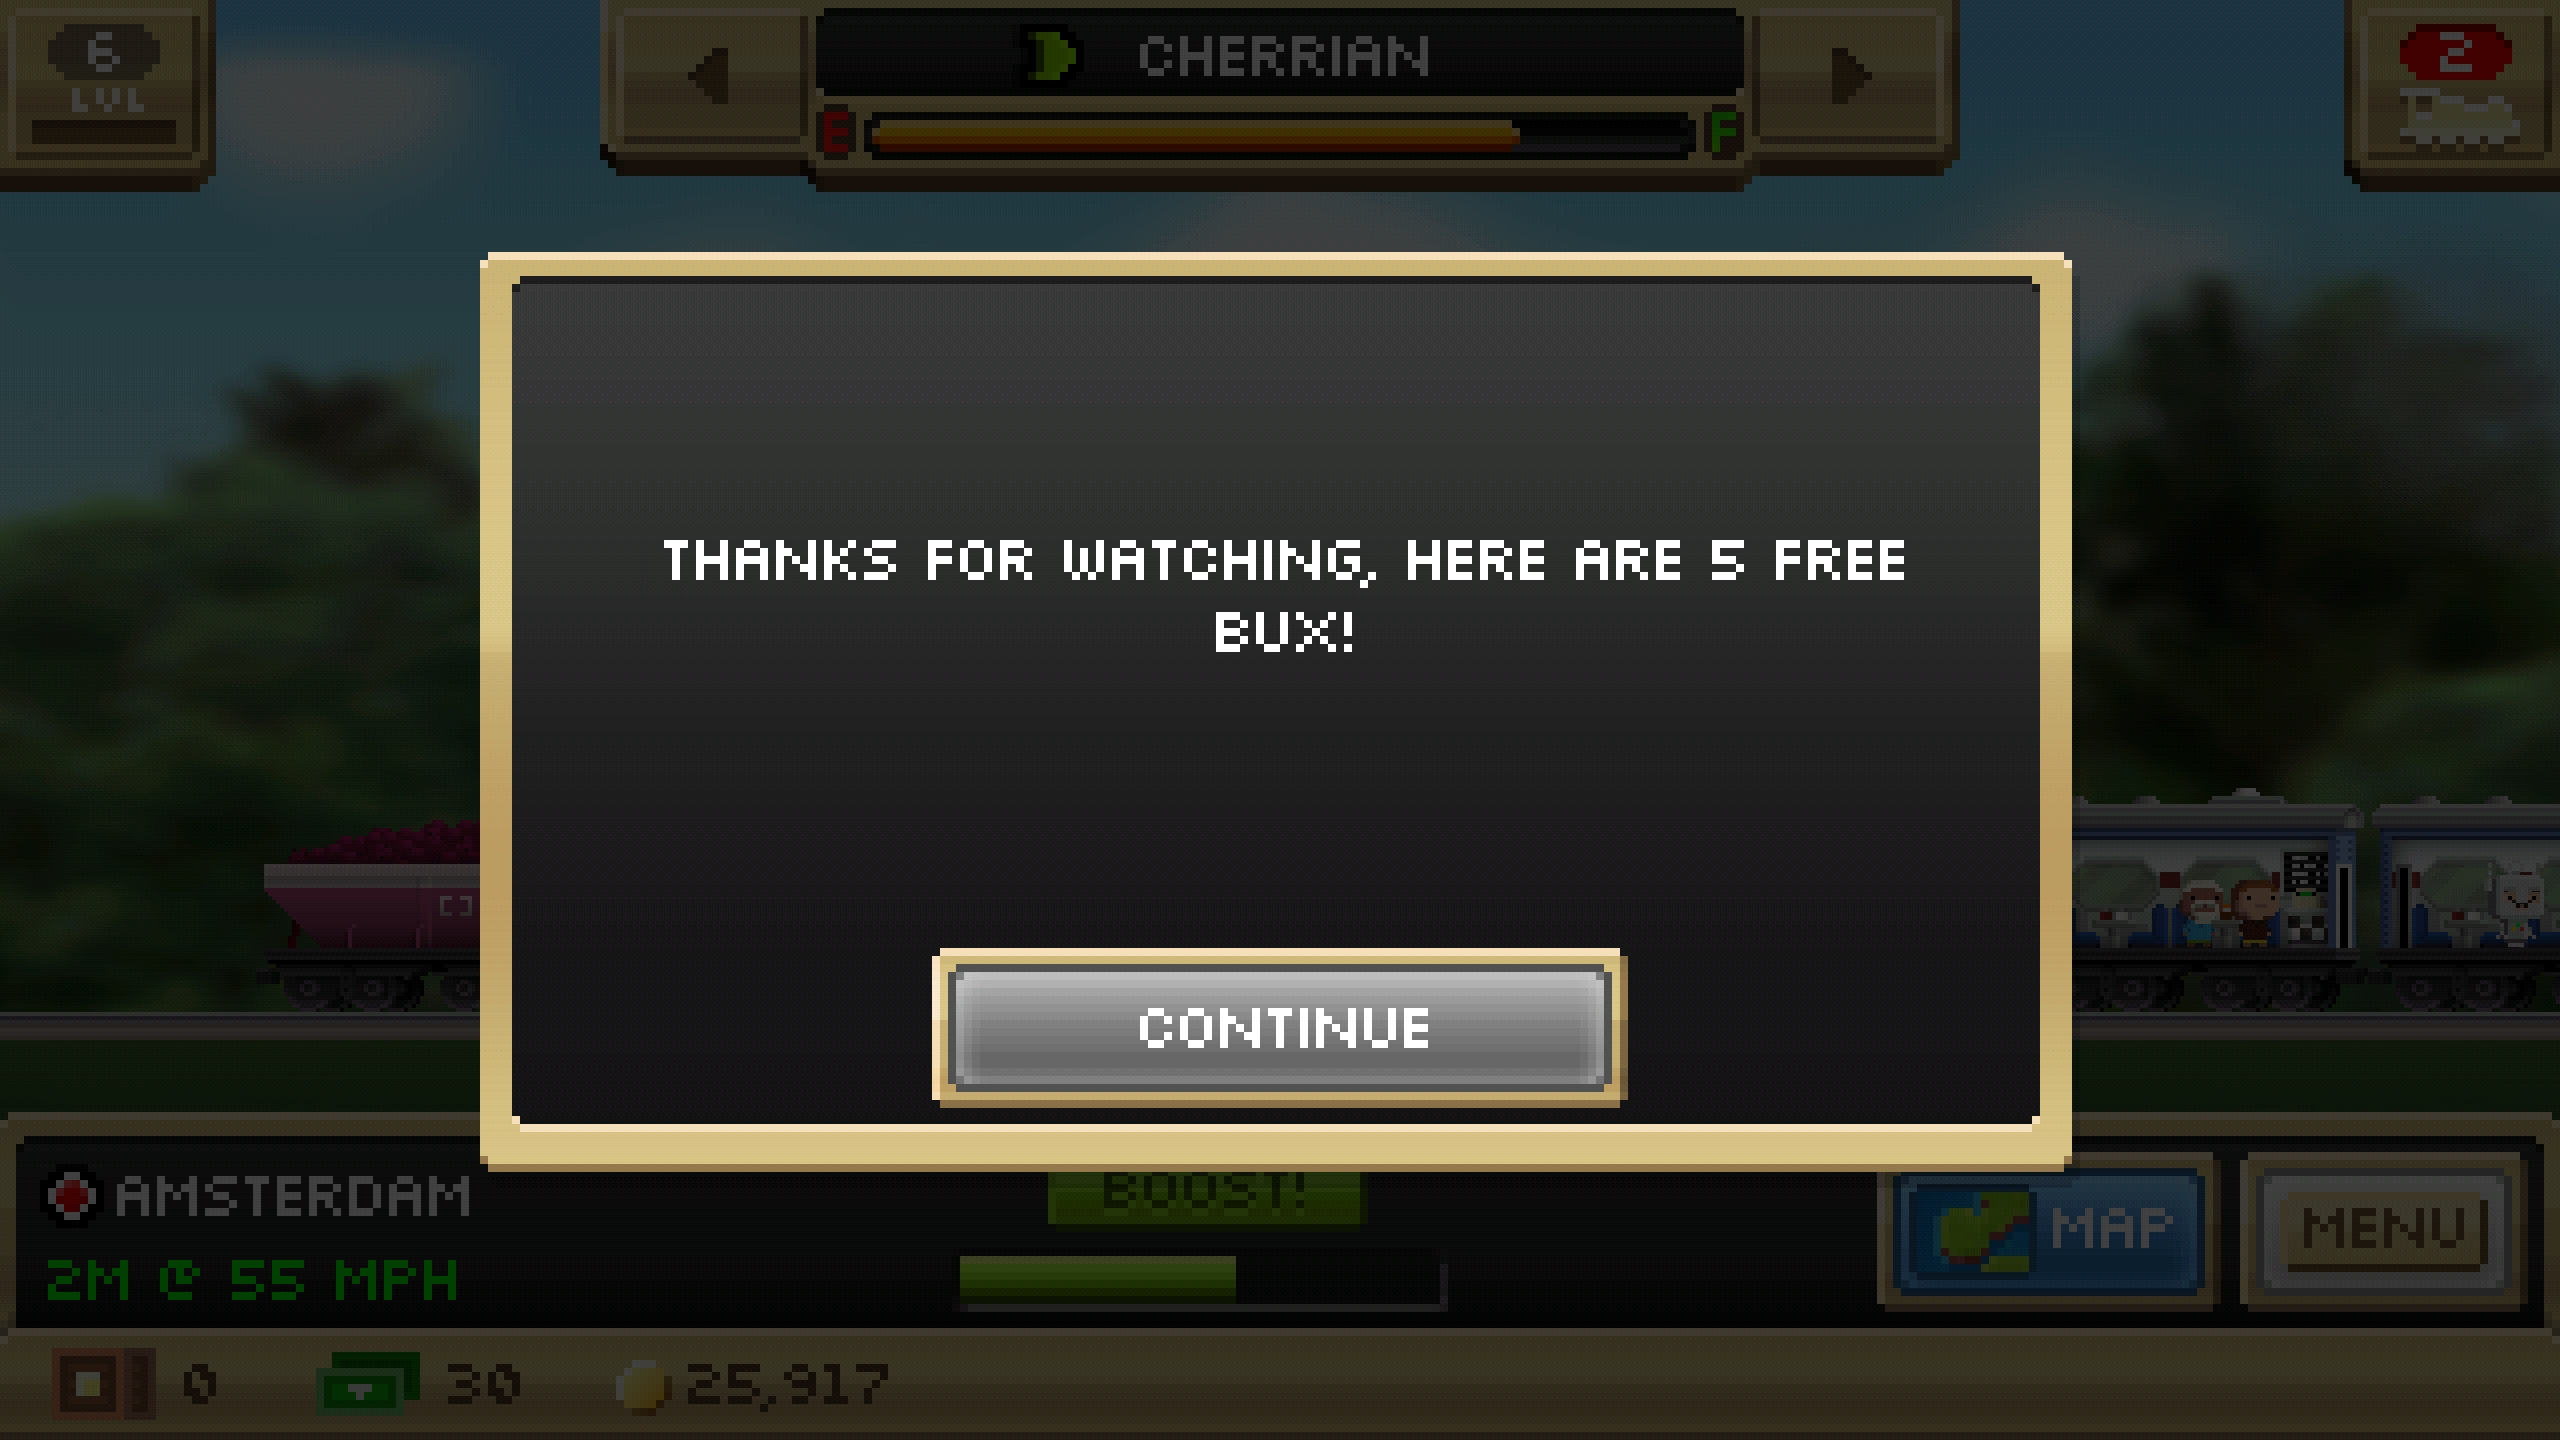 6
LVL
CHERRIAN
E
F
2
THANKS FOR WATCHING, HERE ARE 5 FREE
BUX!
CONTINUE
AMSTERDAM
BOOST!
MAP
MENU
2M @ 55 MPH
0
30
25,917